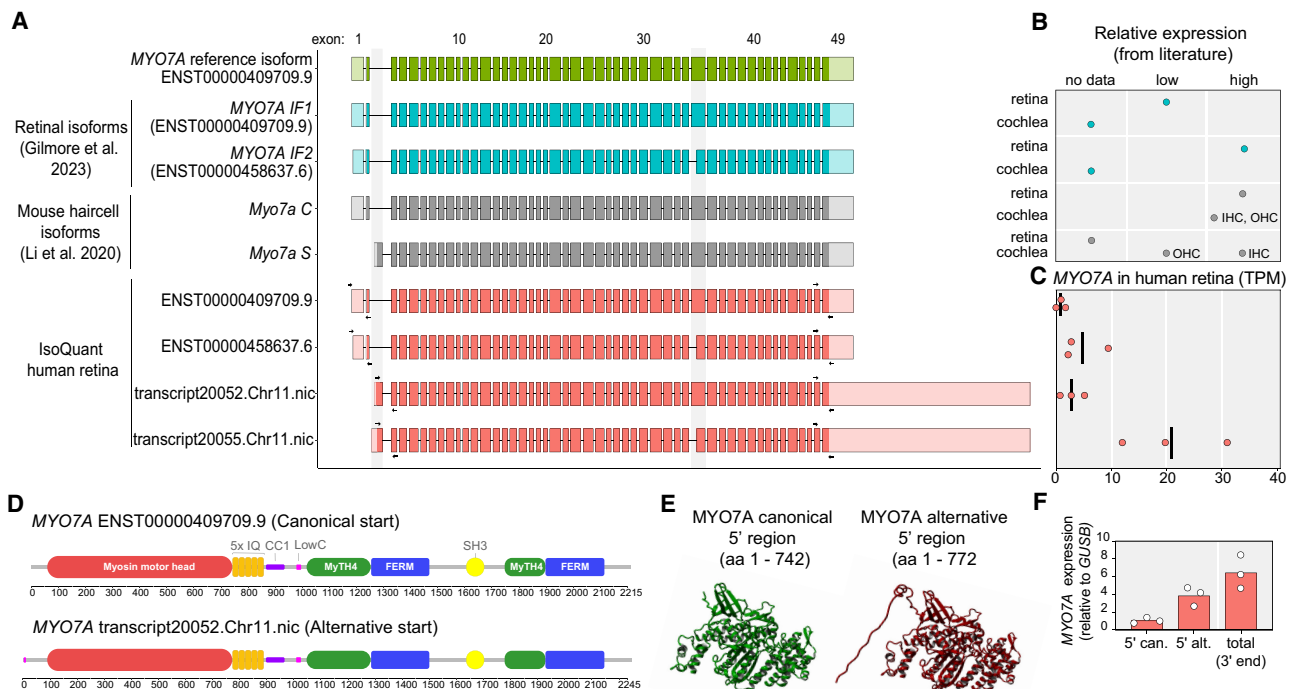 A
exon: 1 10 20 30 40 49
MYO7A reference isoform
ENST00000409709.9
Retinal isoforms
(Gilmore et al.
2023)
MYO7A IF1
(ENST00000409709.9)
MYO7A IF2
(ENST00000458637.6)
Mouse haircell
isoforms
(Li et al. 2020)
Myo7a C
Myo7a S
IsoQuant
human retina
ENST00000409709.9
ENST00000458637.6
transcript20052.Chr11.nic
transcript20055.Chr11.nic
B
Relative expression
(from literature)
no data low high
retina
cochlea
retina
cochlea
retina
cochlea IHC, OHC
retina
cochlea OHC IHC
C MYO7A in human retina (TPM)
0 10 20 30 40
D
MYO7A ENST00000409709.9 (Canonical start)
5x IQ CC1 LowC SH3
Myosin motor head MyTH4 FERM MyTH4 FERM
0 100 200 300 400 500 600 700 800 900 1000 1100 1200 1300 1400 1500 1600 1700 1800 1900 2000 2100 2215
MYO7A transcript20052.Chr11.nic (Alternative start)
0 100 200 300 400 500 600 700 800 900 1000 1100 1200 1300 1400 1500 1600 1700 1800 1900 2000 2100 2245
E
MYO7A canonical
5' region
(aa 1 - 742)
MYO7A alternative
5' region
(aa 1 - 772
F
MYO7A expression
(relative to GUSB)
10
8
6
4
2
0
5' can. 5' alt. total
(3' end)